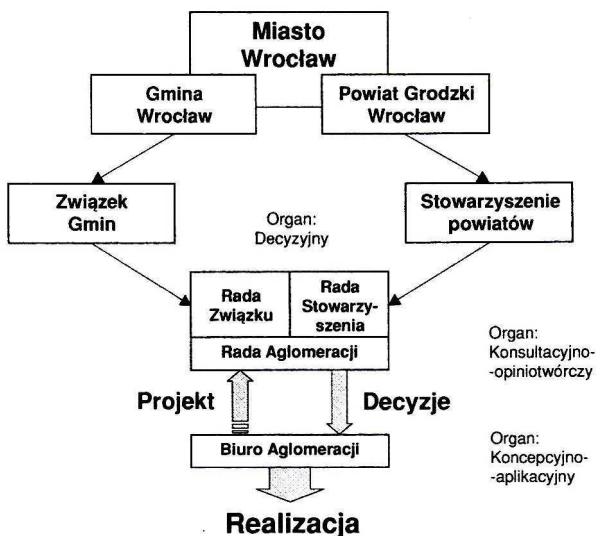 Miasto
Wrocław
Gmina
Wrocław
Powiat Grodzki
Wrocław
Związek
Gmin
Stowarzyszenie
powiatów
Organ:
Decyzyjny
Rada
Związku
Rada
Stowarzy-
szenia
Rada Aglomeracji
Organ:
Konsultacyjno-
-opiniotwórczy
Projekt
Decyzje
Biuro Aglomeracji
Organ:
Koncepcyjno-
-aplikacyjny
Realizacja